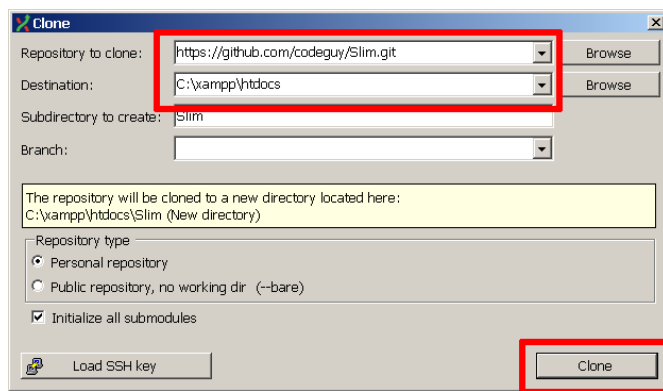 Clone
Repository to clone: https://github.com/codeguy/Slim.git Browse
Destination: C:\xampp\htdocs Browse
Subdirectory to create: Slim
Branch:
The repository will be cloned to a new directory located here:
C:\xampp\htdocs\Slim (New directory)
Repository type
Personal repository
Public repository, no working dir (--bare)
Initialize all submodules
Load SSH key Clone